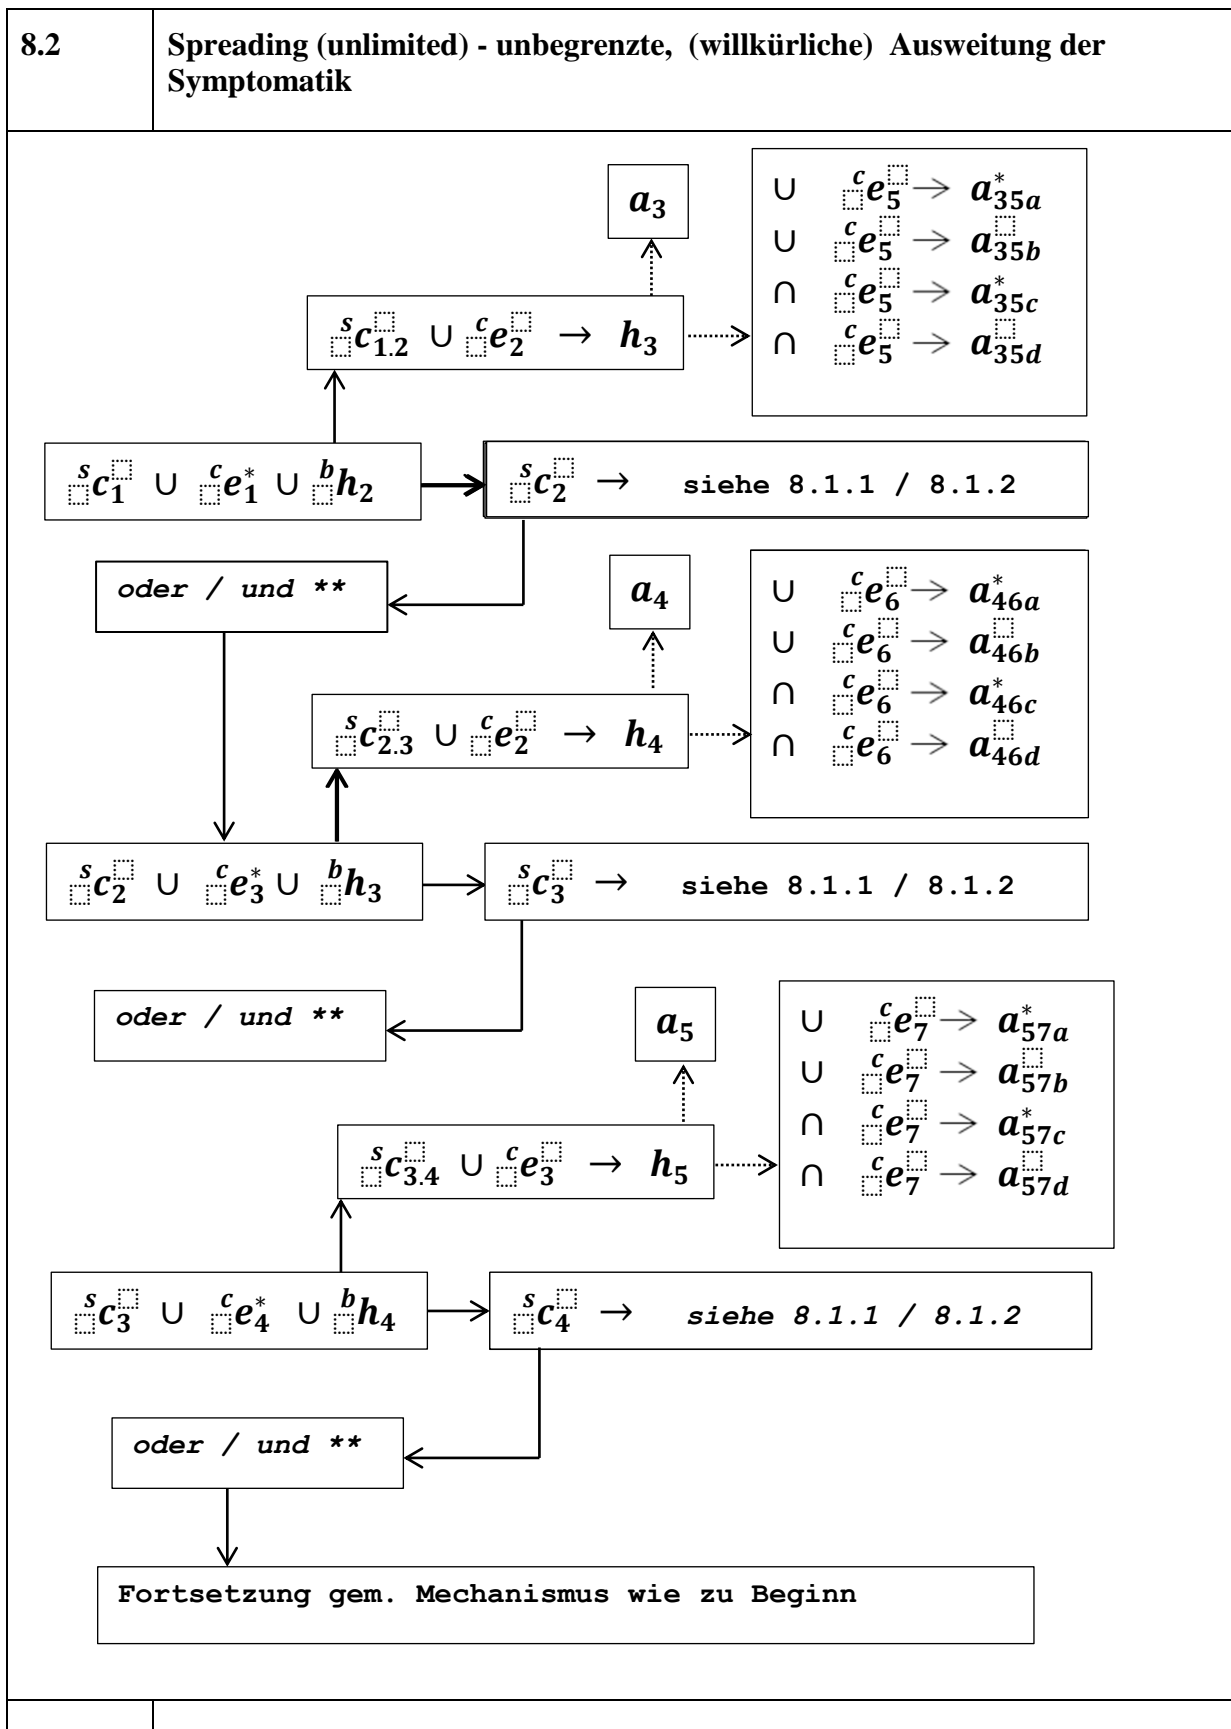 8.2
Spreading (unlimited) - unbegrenzte, (willkürliche) Ausweitung der
Symptomatik
a₃
∪ ᶜe₅ → a*₃₅ₐ
∪ ᶜe₅ → a₃₅b
∩ ᶜe₅ → a*₃₅c
∩ ᶜe₅ → a₃₅d
ˢc₁.₂ ∪ ᶜe₂ → h₃
ˢc₁ ∪ ᶜe*₁ ∪ ᵇh₂
ˢc₂ → siehe 8.1.1 / 8.1.2
oder / und **
a₄
∪ ᶜe₆ → a*₄₆ₐ
∪ ᶜe₆ → a₄₆b
∩ ᶜe₆ → a*₄₆c
∩ ᶜe₆ → a₄₆d
ˢc₂.₃ ∪ ᶜe₂ → h₄
ˢc₂ ∪ ᶜe*₃ ∪ ᵇh₃
ˢc₃ → siehe 8.1.1 / 8.1.2
oder / und **
a₅
∪ ᶜe₇ → a*₅₇ₐ
∪ ᶜe₇ → a₅₇b
∩ ᶜe₇ → a*₅₇c
∩ ᶜe₇ → a₅₇d
ˢc₃.₄ ∪ ᶜe₃ → h₅
ˢc₃ ∪ ᶜe*₄ ∪ ᵇh₄
ˢc₄ → siehe 8.1.1 / 8.1.2
oder / und **
Fortsetzung gem. Mechanismus wie zu Beginn